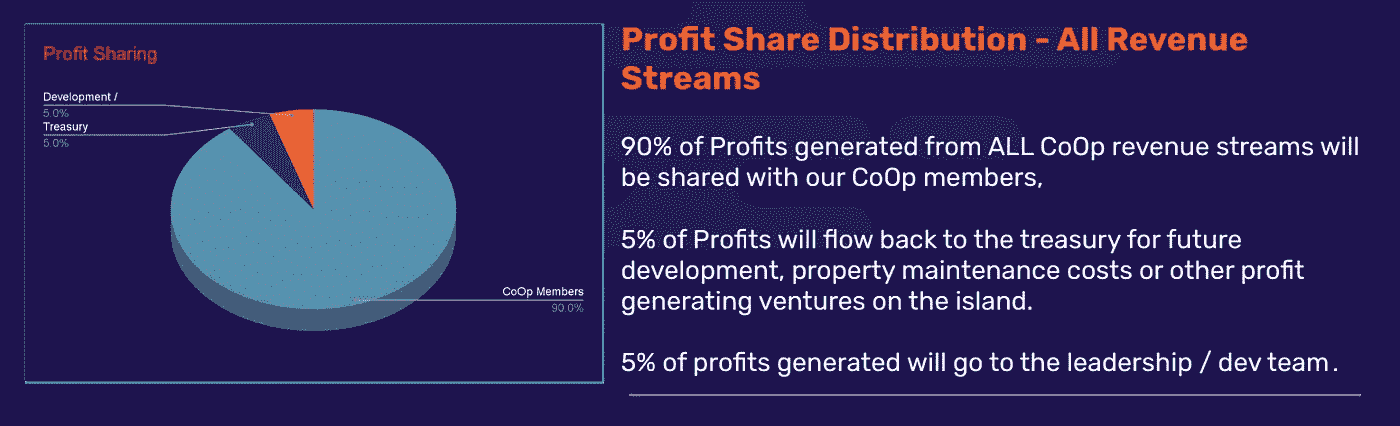 Profit Sharing
Development /
5.0%
Treasury
5.0%
CoOp Members
90.0%
Profit Share Distribution - All Revenue
Streams
90% of Profits generated from ALL CoOp revenue streams will
be shared with our CoOp members,
5% of Profits will flow back to the treasury for future
development, property maintenance costs or other profit
generating ventures on the island.
5% of profits generated will go to the leadership / dev team.